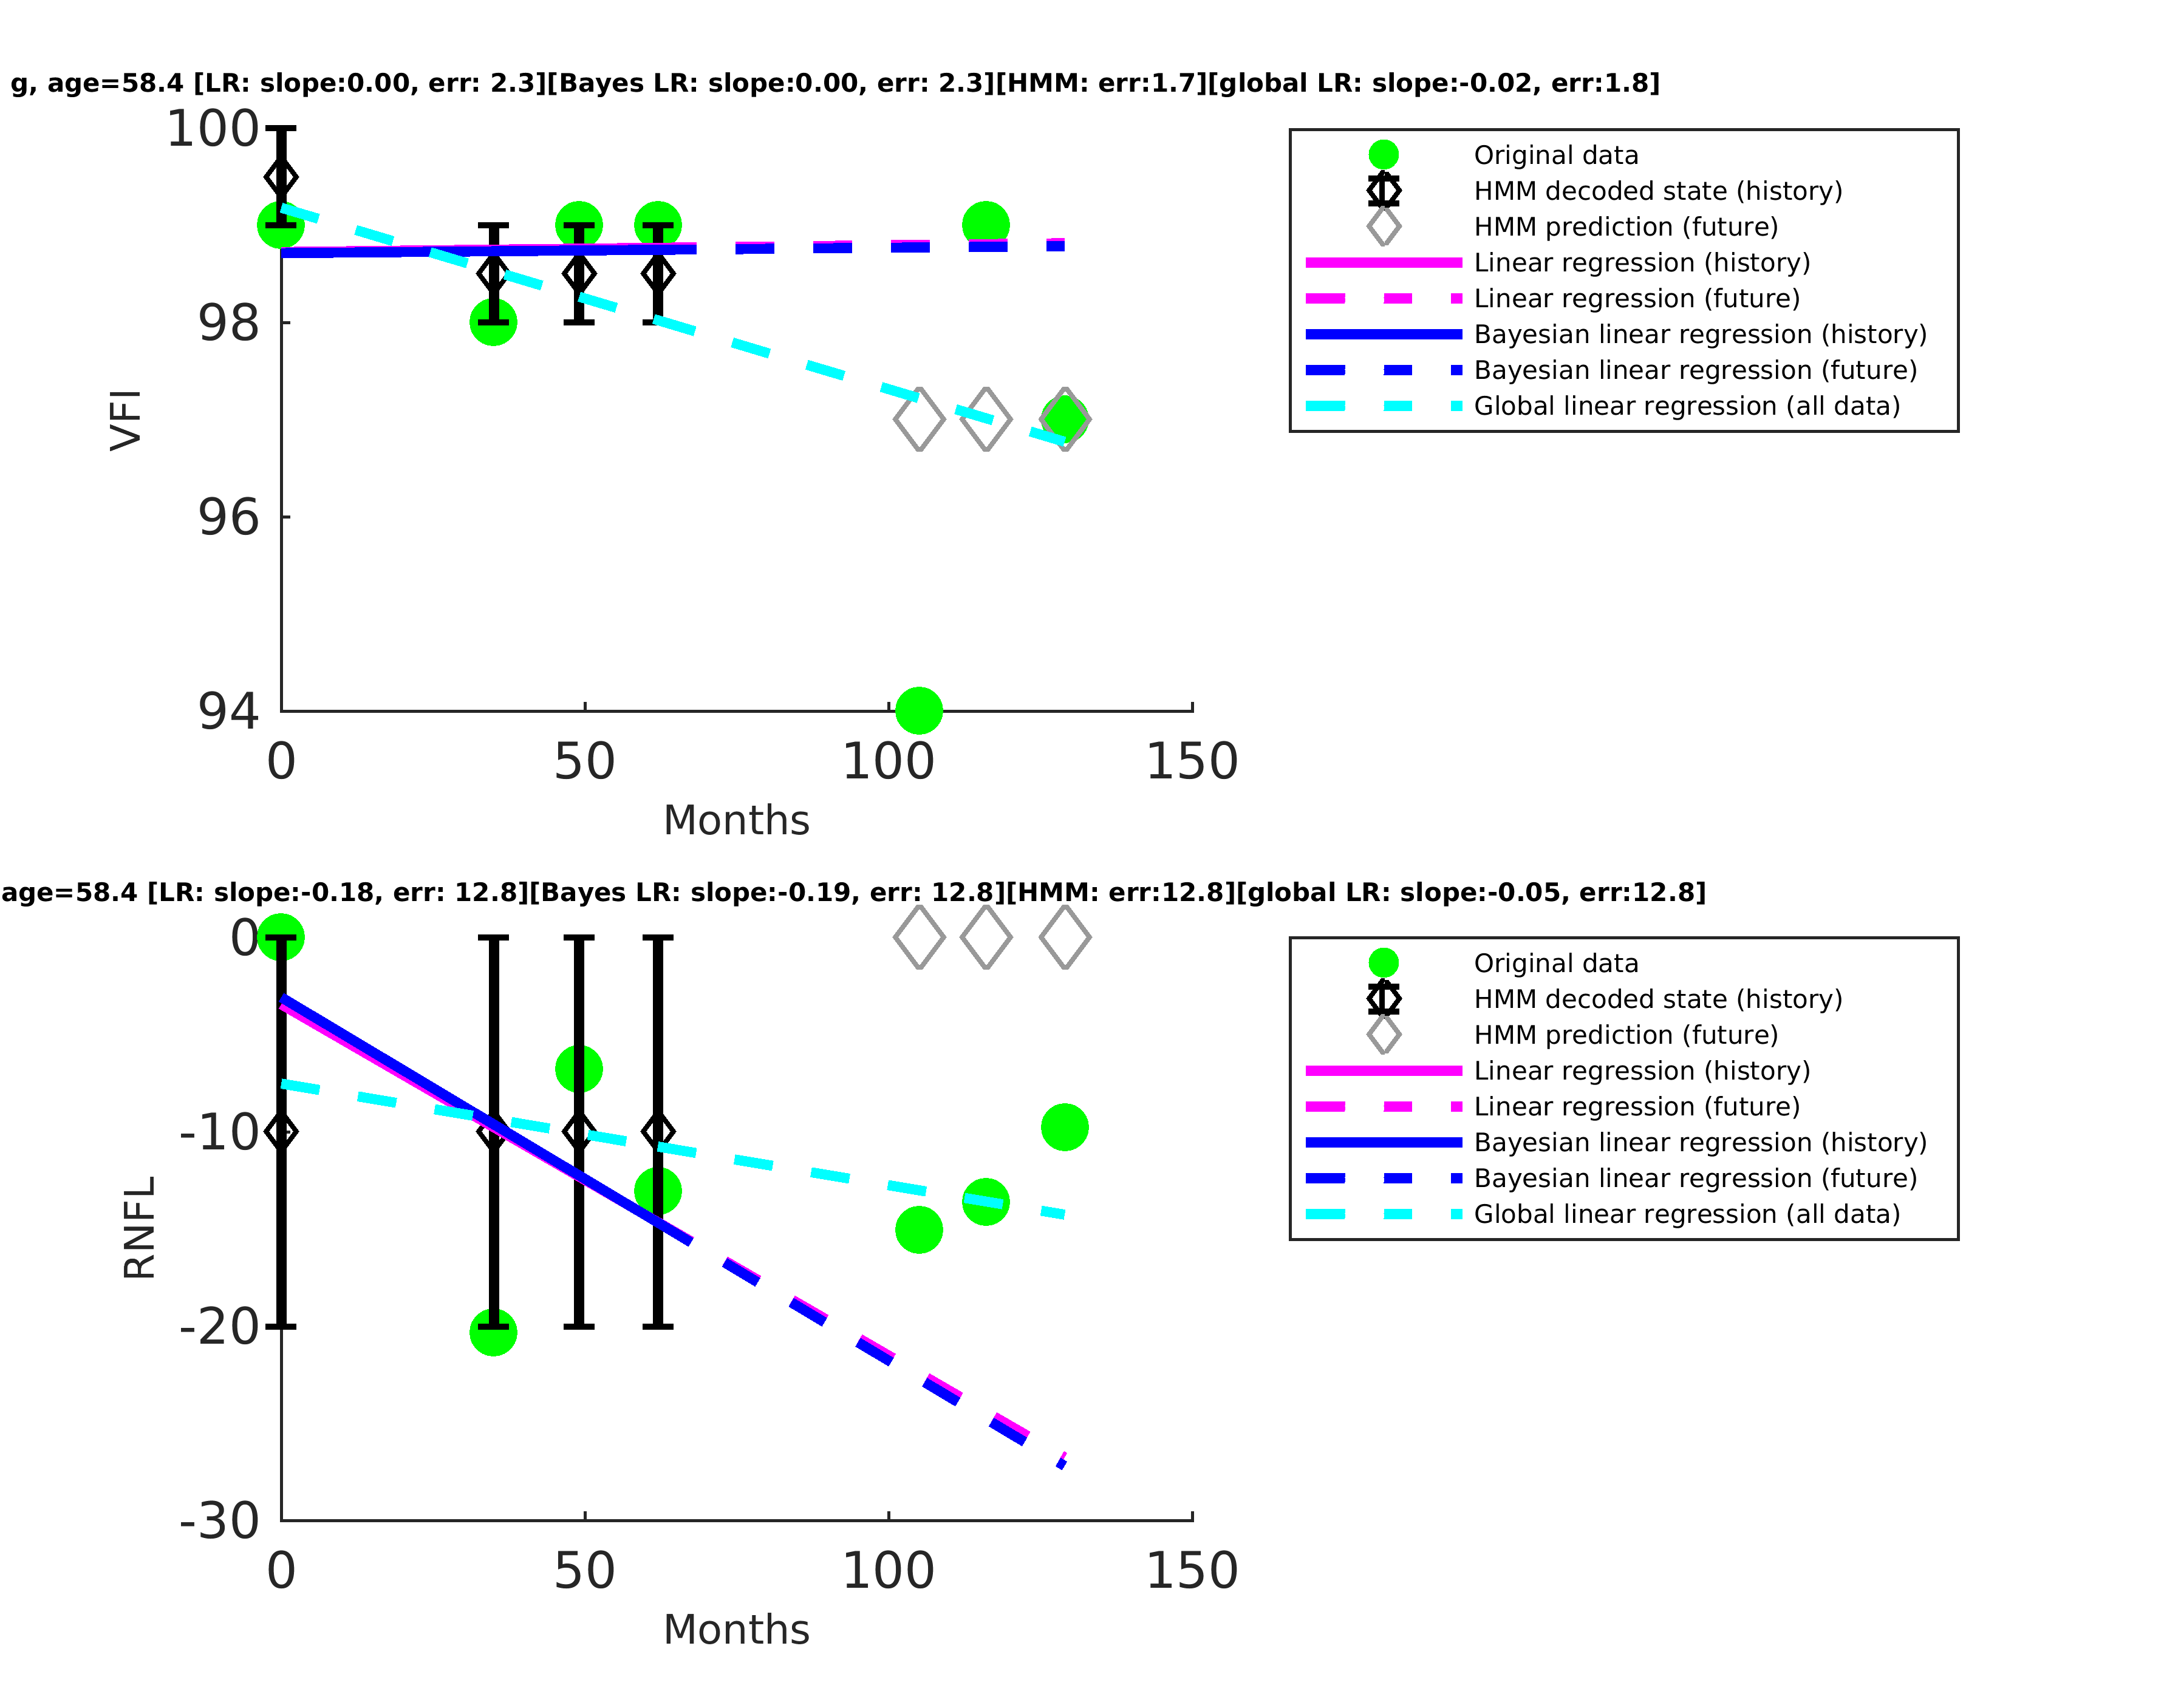 g, age=58.4 [LR: slope:0.00, err: 2.3][Bayes LR: slope:0.00, err: 2.3][HMM: err:1.7][global LR: slope:-0.02, err:1.8]
100
98
96
94
VFI
0 50 100 150
Months
Original data
HMM decoded state (history)
HMM prediction (future)
Linear regression (history)
Linear regression (future)
Bayesian linear regression (history)
Bayesian linear regression (future)
Global linear regression (all data)
age=58.4 [LR: slope:-0.18, err: 12.8][Bayes LR: slope:-0.19, err: 12.8][HMM: err:12.8][global LR: slope:-0.05, err:12.8]
0
-10
-20
-30
RNFL
0 50 100 150
Months
Original data
HMM decoded state (history)
HMM prediction (future)
Linear regression (history)
Linear regression (future)
Bayesian linear regression (history)
Bayesian linear regression (future)
Global linear regression (all data)